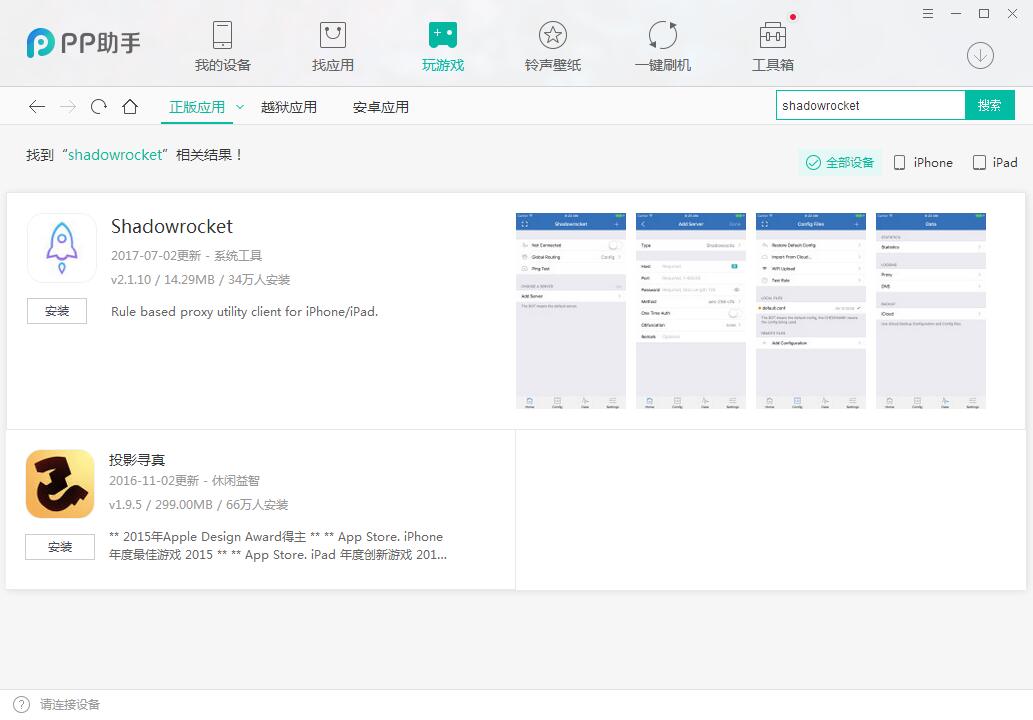 PP助手
我的设备
找应用
玩游戏
铃声壁纸
一键刷机
工具箱
正版应用
越狱应用
安卓应用
shadowrocket
搜索
找到“shadowrocket”相关结果！
全部设备
iPhone
iPad
Shadowrocket
2017-07-02更新 - 系统工具
v2.1.10 / 14.29MB / 34万人安装
安装
Rule based proxy utility client for iPhone/iPad.
Shadowrocket
Not Connected
Global Routing
Config
Ping Test
CHOOSE A SERVER
Add Server
Home
Config
Data
Settings
Add Server
Type
Shadowsocks
Host
Required
Port
Password
Method
One Time Auth
Obfuscation
Remark
Optional
Home
Config
Data
Settings
Config Files
Restore Default Config
Import From Cloud...
WiFi Upload
Test Rule
LOCAL FILES
default.conf
REMOTE FILES
Add Configuration
Home
Config
Data
Settings
Data
STATISTICS
Statistics
LOGGING
Proxy
DNS
BACKUP
iCloud
Home
Config
Data
Settings
投影寻真
2016-11-02更新 - 休闲益智
v1.9.5 / 299.00MB / 66万人安装
安装
** 2015年Apple Design Award得主 ** ** App Store. iPhone
年度最佳游戏 2015 ** ** App Store. iPad 年度创新游戏 201...
请连接设备